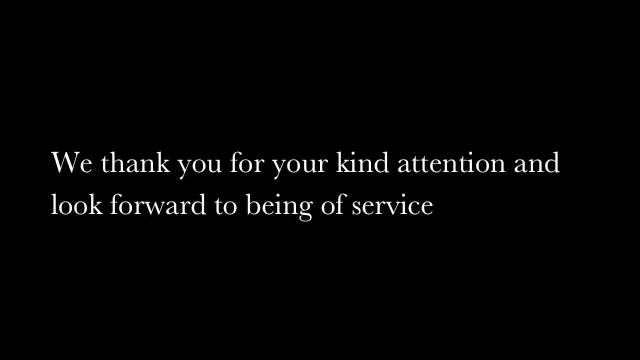 We thank you for your kind attention and
look forward to being of service